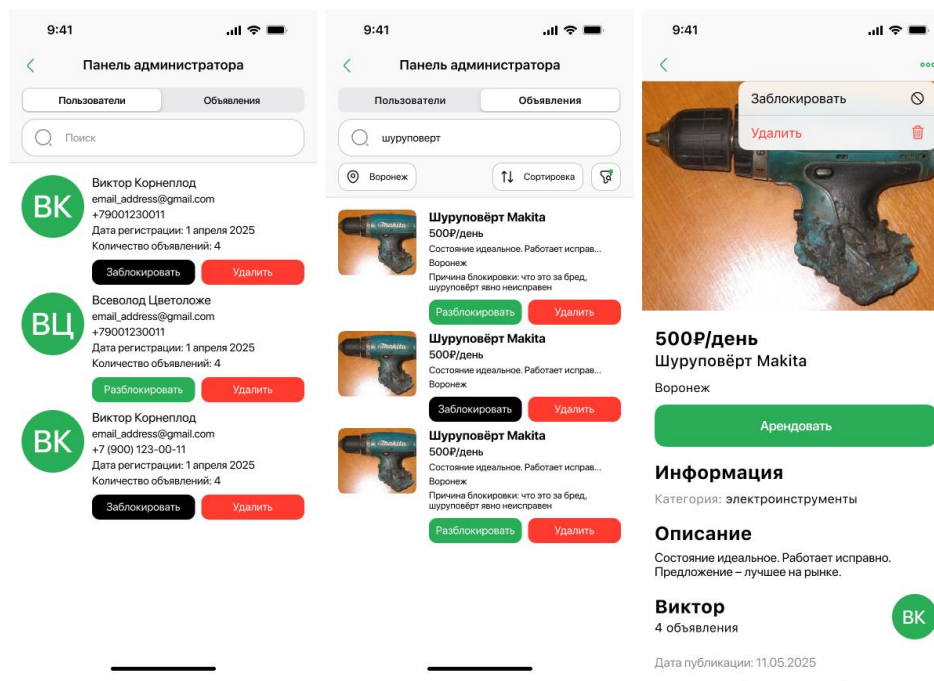 9:41
Панель администратора
Пользователи
Объявления
Поиск
ВК
Виктор Корнеплод
email_address@gmail.com
+79001230011
Дата регистрации: 1 апреля 2025
Количество объявлений: 4
Заблокировать
Удалить
ВЦ
Всеволод Цветоложе
email_address@gmail.com
+79001230011
Дата регистрации: 1 апреля 2025
Количество объявлений: 4
Разблокировать
Удалить
ВК
Виктор Корнеплод
email_address@gmail.com
+7 (900) 123-00-11
Дата регистрации: 1 апреля 2025
Количество объявлений: 4
Заблокировать
Удалить
9:41
Панель администратора
Пользователи
Объявления
шуруповерт
Воронеж
Сортировка
Шуруповёрт Makita
500₽/день
Состояние идеальное. Работает исправ...
Воронеж
Причина блокировки: что это за бред,
шуруповёрт явно неисправен
Разблокировать
Удалить
Шуруповёрт Makita
500₽/день
Состояние идеальное. Работает исправ...
Воронеж
Заблокировать
Удалить
Шуруповёрт Makita
500₽/день
Состояние идеальное. Работает исправ...
Воронеж
Причина блокировки: что это за бред,
шуруповёрт явно неисправен
Разблокировать
Удалить
9:41
Заблокировать
Удалить
500₽/день
Шуруповёрт Makita
Воронеж
Арендовать
Информация
Категория: электроинструменты
Описание
Состояние идеальное. Работает исправно.
Предложение – лучшее на рынке.
Виктор
4 объявления
ВК
Дата публикации: 11.05.2025